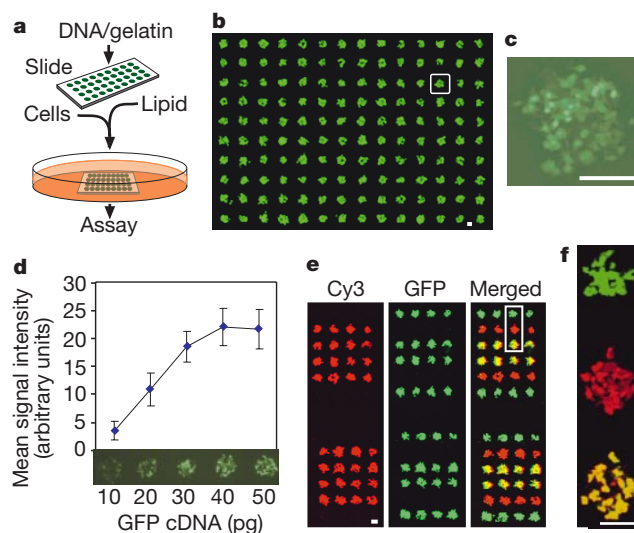 a
DNA/gelatin
Slide
Cells
Lipid
Assay
b
c
d
Mean signal intensity
(arbitrary units)
30
25
20
15
10
5
0
10 20 30 40 50
GFP cDNA (pg)
e
Cy3 GFP Merged
f